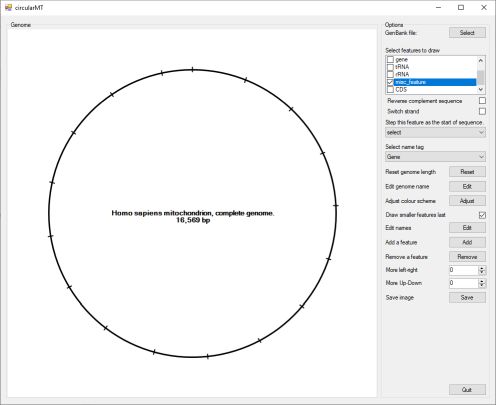 circularMT
Genome
Homo sapiens mitochondrion, complete genome.
16,569 bp
Options
GenBank file:
Select
Select features to draw
gene
tRNA
rRNA
misc_feature
CDS
Reverse complement sequence
Switch strand
Step this feature as the start of sequence.
select
Select name tag
Gene
Reset genome length
Reset
Edit genome name
Edit
Adjust colour scheme
Adjust
Draw smaller features last
Edit names
Edit
Add a feature
Add
Remove a feature
Remove
More left-right
0
More Up-Down
0
Save image
Save
Quit